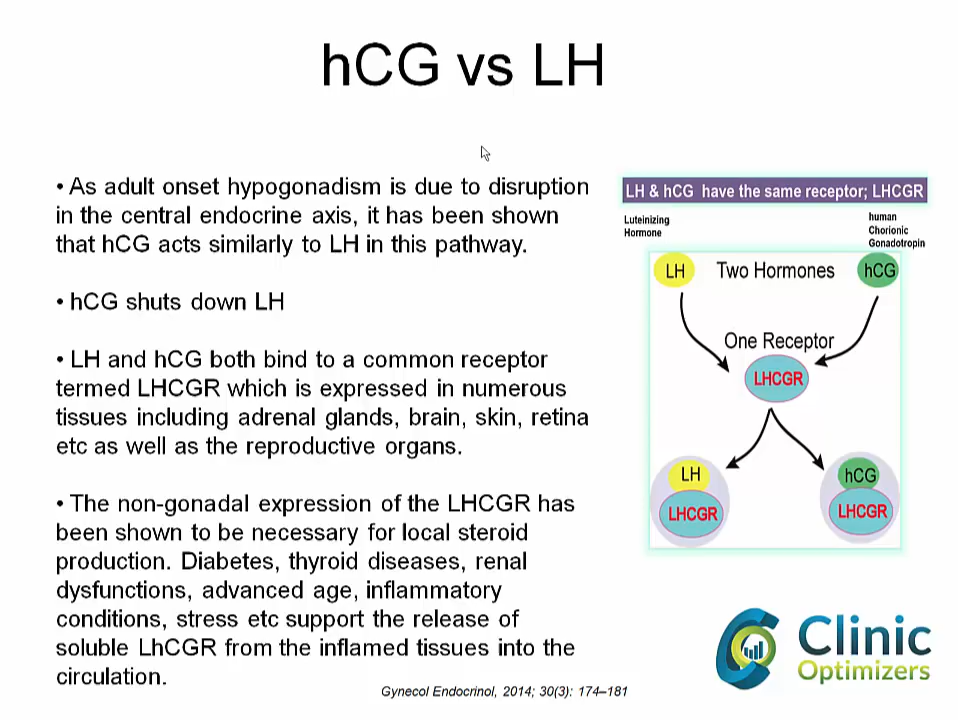 hCG vs LH
• As adult onset hypogonadism is due to disruption
in the central endocrine axis, it has been shown
that hCG acts similarly to LH in this pathway.
• hCG shuts down LH
• LH and hCG both bind to a common receptor
termed LHCGR which is expressed in numerous
tissues including adrenal glands, brain, skin, retina
etc as well as the reproductive organs.
• The non-gonadal expression of the LHCGR has
been shown to be necessary for local steroid
production. Diabetes, thyroid diseases, renal
dysfunctions, advanced age, inflammatory
conditions, stress etc support the release of
soluble LhCGR from the inflamed tissues into the
circulation.
Gynecol Endocrinol, 2014; 30(3): 174–181
LH & hCG have the same receptor; LHCGR
Luteinizing
Hormone
human
Chorionic
Gonadotropin
LH
Two Hormones
hCG
One Receptor
LHCGR
LH
LHCGR
hCG
LHCGR
Clinic
Optimizers